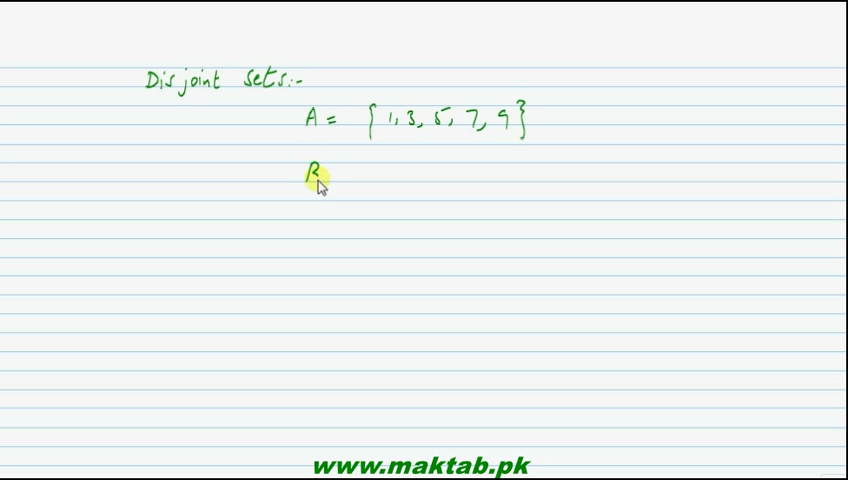 Disjoint sets:-
A = { 1, 3, 5, 7, 9 }
B
www.maktab.pk